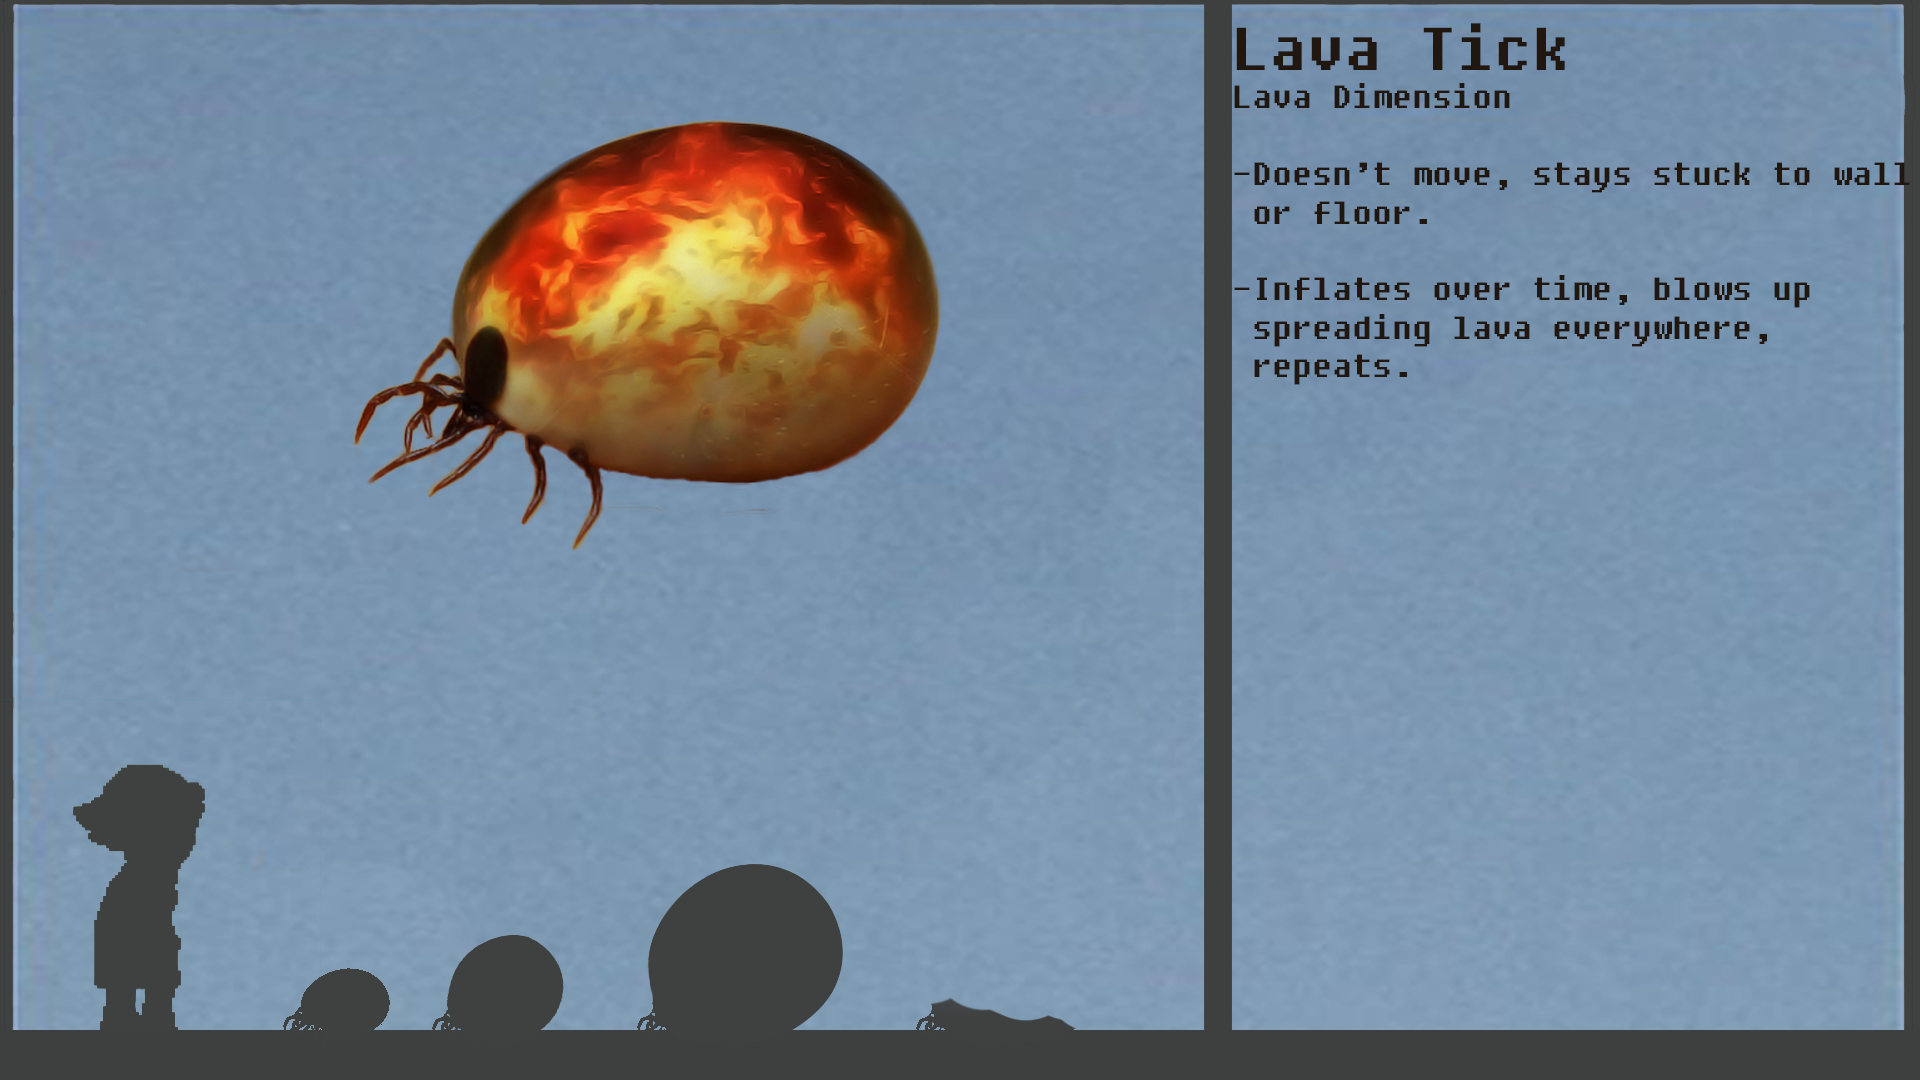 Lava Tick
Lava Dimension
-Doesn't move, stays stuck to wall
or floor.
-Inflates over time, blows up
spreading lava everywhere,
repeats.